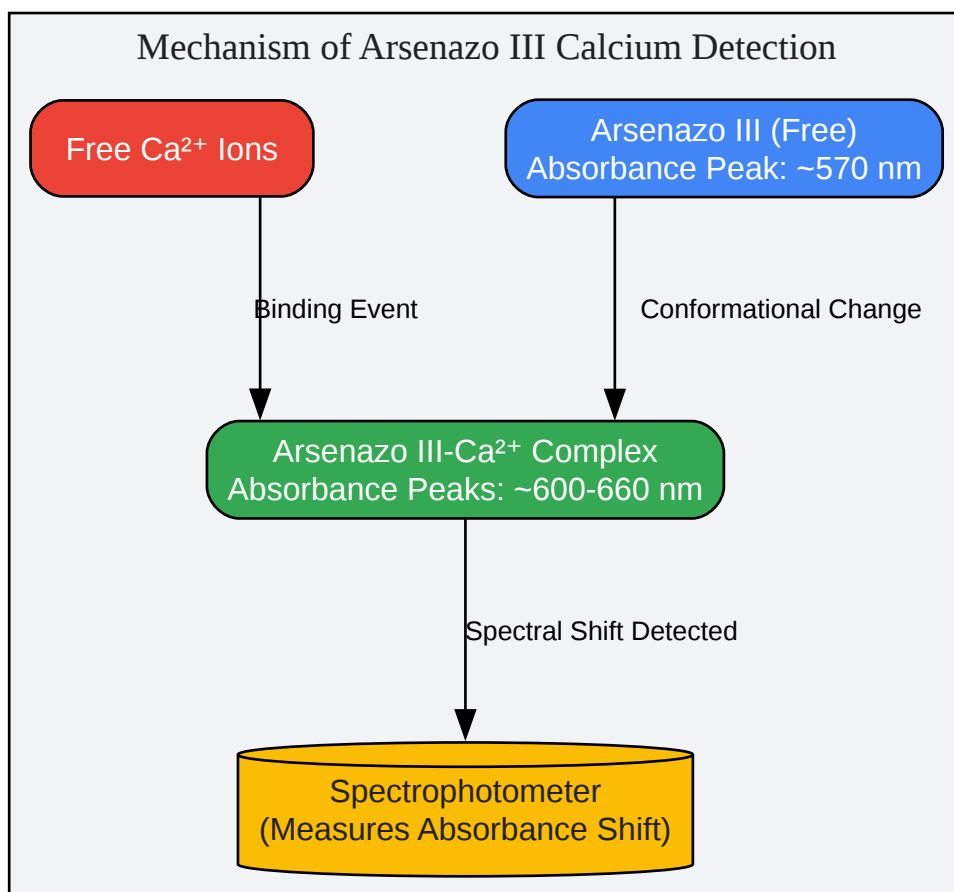 Mechanism of Arsenazo III Calcium Detection
Free Ca²⁺ Ions
Arsenazo III (Free)
Absorbance Peak: ~570 nm
Binding Event
Conformational Change
Arsenazo III-Ca²⁺ Complex
Absorbance Peaks: ~600-660 nm
Spectral Shift Detected
Spectrophotometer
(Measures Absorbance Shift)